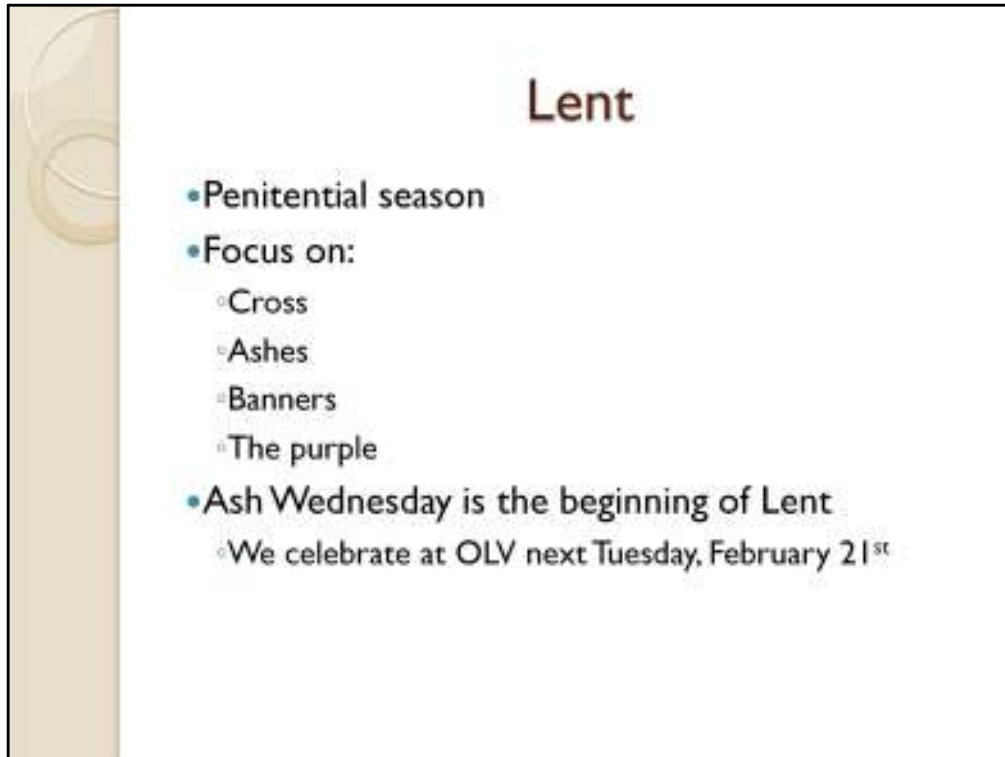 Lent
•Penitential season
•Focus on:
◦Cross
◦Ashes
◦Banners
◦The purple
•Ash Wednesday is the beginning of Lent
◦We celebrate at OLV next Tuesday, February 21st